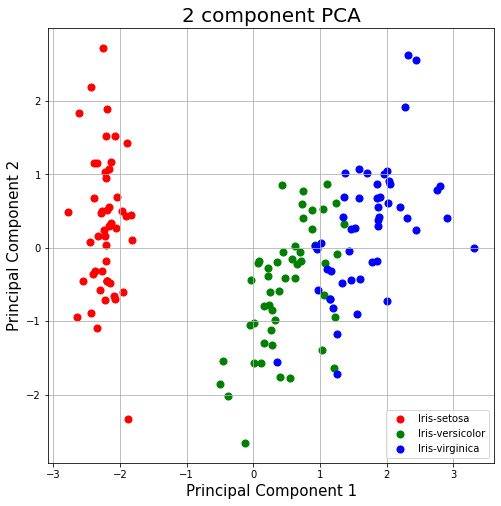 2 component PCA
Principal Component 2
2
1
0
−1
−2
−3
−2
−1
0
1
2
3
Principal Component 1
Iris-setosa
Iris-versicolor
Iris-virginica